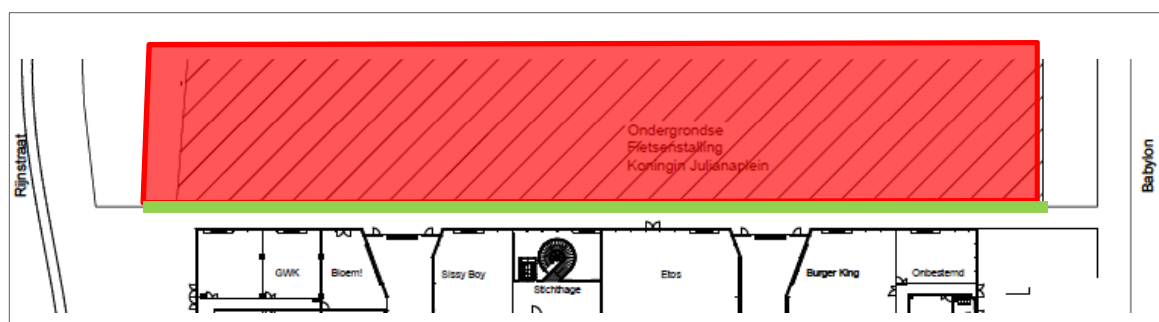 Rijnstraat
Ondergrondse
Fietsenstalling
Koningin Julianaplein
Babylon
GWK
Bloem!
Sissy Boy
Stichthage
Etos
Burger King
Onbestemd